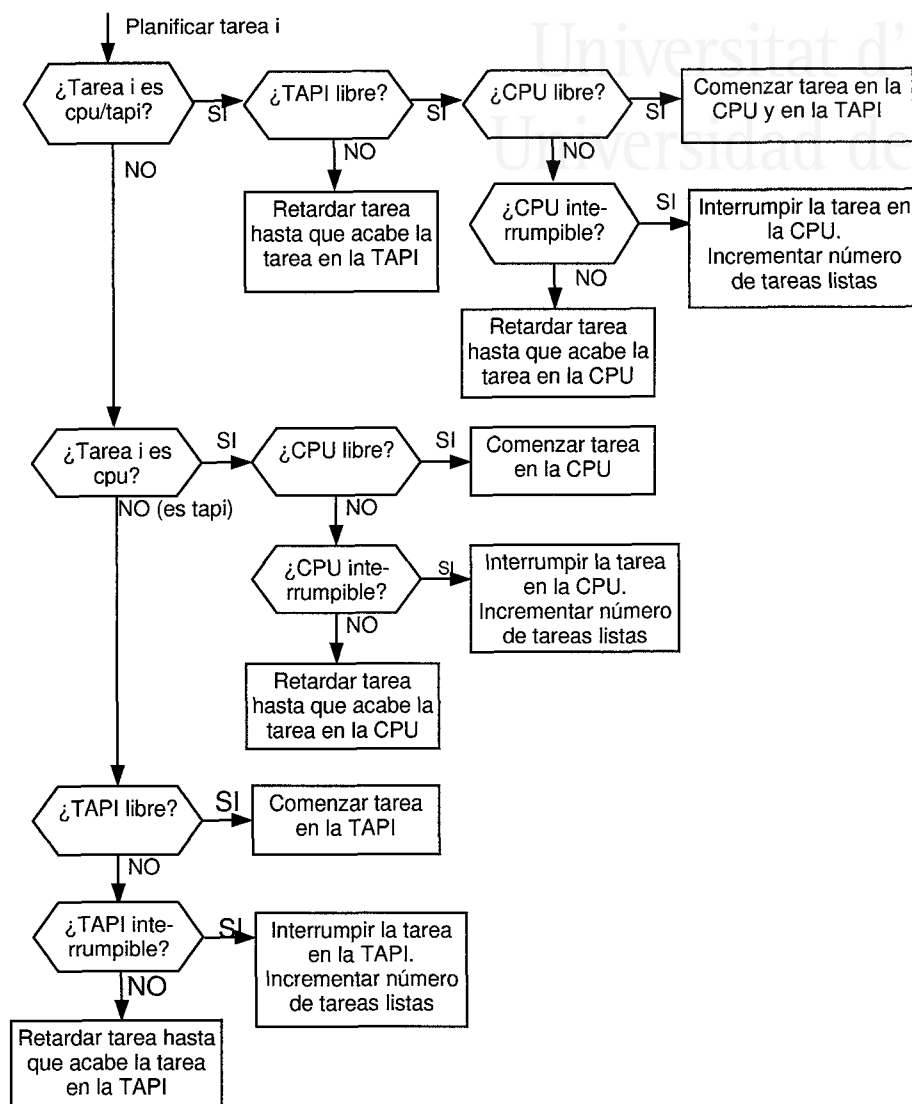 Universitat d'
Universidad de
Planificar tarea i
¿Tarea i es
cpu/tapi?
SI
¿TAPI libre?
SI
¿CPU libre?
SI
Comenzar tarea en la
CPU y en la TAPI
NO
NO
NO
Retardar tarea
hasta que acabe la
tarea en la TAPI
¿CPU inte-
rrumpible?
SI
Interrumpir la tarea en
la CPU.
Incrementar número
de tareas listas
NO
Retardar tarea
hasta que acabe la
tarea en la CPU
¿Tarea i es
cpu?
SI
¿CPU libre?
SI
Comenzar tarea
en la CPU
NO (es tapi)
NO
¿CPU inte-
rrumpible?
SI
Interrumpir la tarea
en la CPU.
Incrementar número
de tareas listas
NO
Retardar tarea
hasta que acabe la
tarea en la CPU
¿TAPI libre?
SI
Comenzar tarea
en la TAPI
NO
¿TAPI inte-
rrumpible?
SI
Interrumpir la tarea
en la TAPI.
Incrementar número
de tareas listas
NO
Retardar tarea hasta
que acabe la tarea
en la TAPI